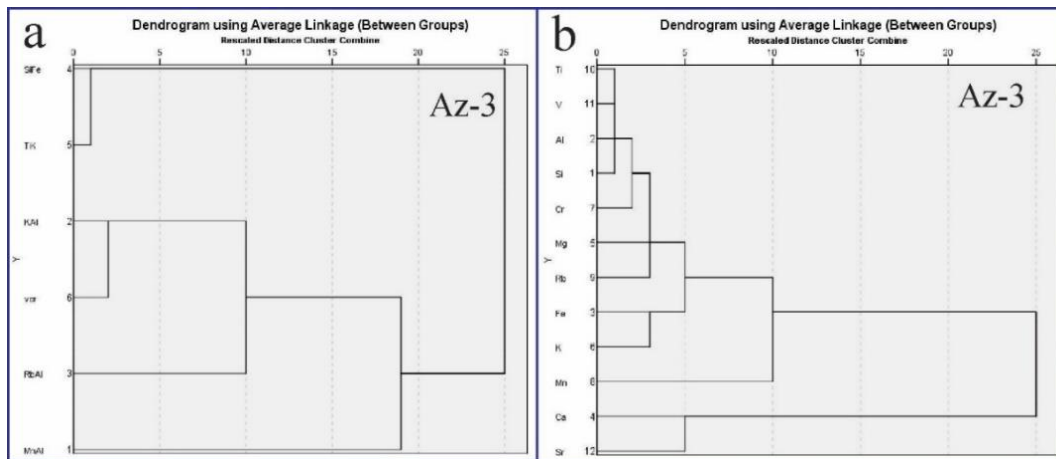 a
Dendrogram using Average Linkage (Between Groups)
Rescaled Distance Cluster Combine
0 5 10 15 20 25
Az-3
4
TiK 5
KAl 2
6
RbAl 3
MnAl 1
Y
b
Dendrogram using Average Linkage (Between Groups)
Rescaled Distance Cluster Combine
0 5 10 15 20 25
Az-3
Ti 10
V 11
Al 2
Si 1
Cr 7
Mg 5
Rb 9
Fe 3
K 6
Mn 8
Ca 4
Sr 12
Y